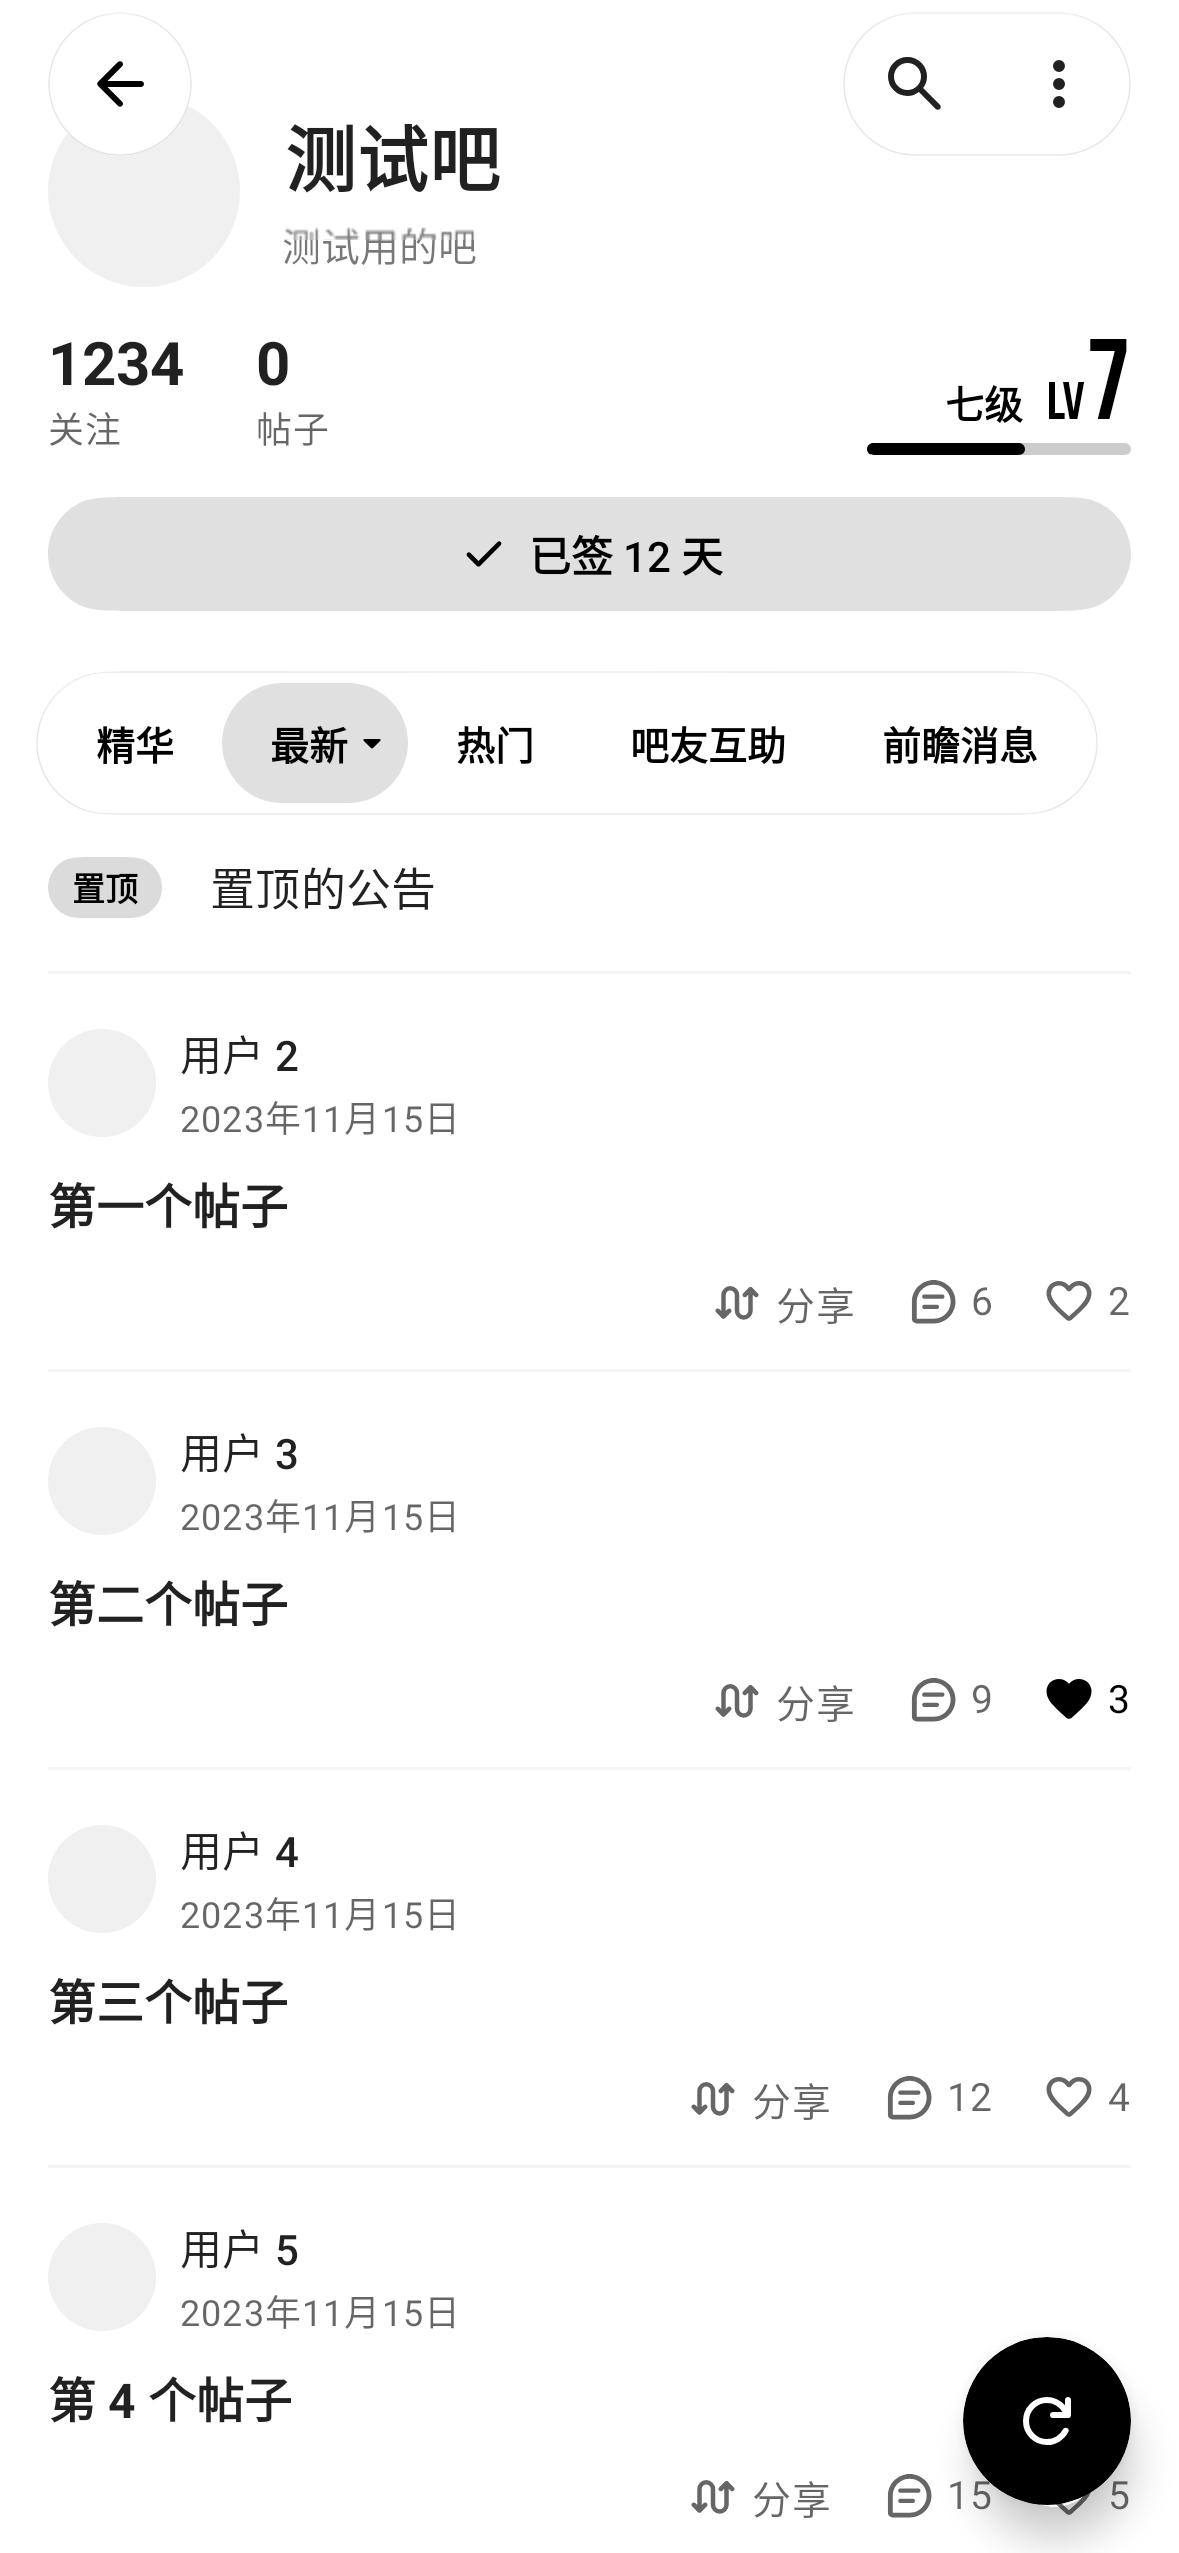 测试吧
测试用的吧
1234 0
关注 帖子
七级 LV7
已签 12 天
精华 最新 热门 吧友互助 前瞻消息
置顶 置顶的公告
用户 2
2023年11月15日
第一个帖子
分享 6 2
用户 3
2023年11月15日
第二个帖子
分享 9 3
用户 4
2023年11月15日
第三个帖子
分享 12 4
用户 5
2023年11月15日
第 4 个帖子
分享 15 5